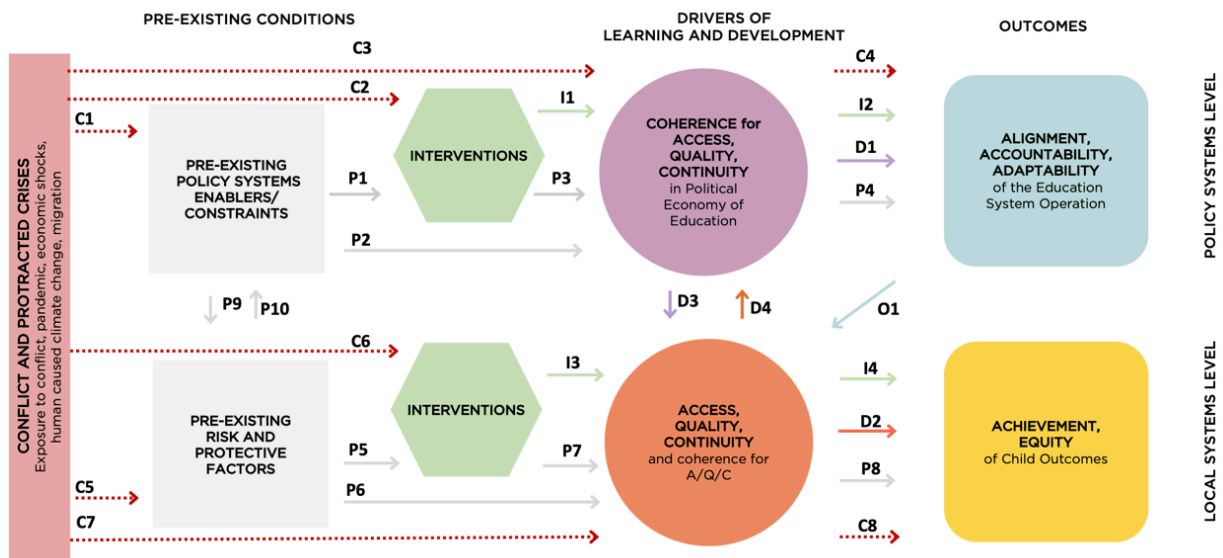 PRE-EXISTING CONDITIONS
DRIVERS OF
LEARNING AND DEVELOPMENT
OUTCOMES
CONFLICT AND PROTRACTED CRISES
Exposure to conflict, pandemic, economic shocks,
human caused climate change, migration
C3
C4
C2
C1
I1
I2
PRE-EXISTING
POLICY SYSTEMS
ENABLERS/
CONSTRAINTS
P1
INTERVENTIONS
P3
COHERENCE for
ACCESS,
QUALITY,
CONTINUITY
in Political
Economy of
Education
D1
P4
ALIGNMENT,
ACCOUNTABILITY,
ADAPTABILITY
of the Education
System Operation
POLICY SYSTEMS LEVEL
P2
P9
P10
D3
D4
O1
C6
I3
I4
PRE-EXISTING
RISK AND
PROTECTIVE
FACTORS
P5
INTERVENTIONS
P7
ACCESS,
QUALITY,
CONTINUITY
and coherence for
A/Q/C
D2
P8
ACHIEVEMENT,
EQUITY
of Child Outcomes
LOCAL SYSTEMS LEVEL
C5
P6
C7
C8